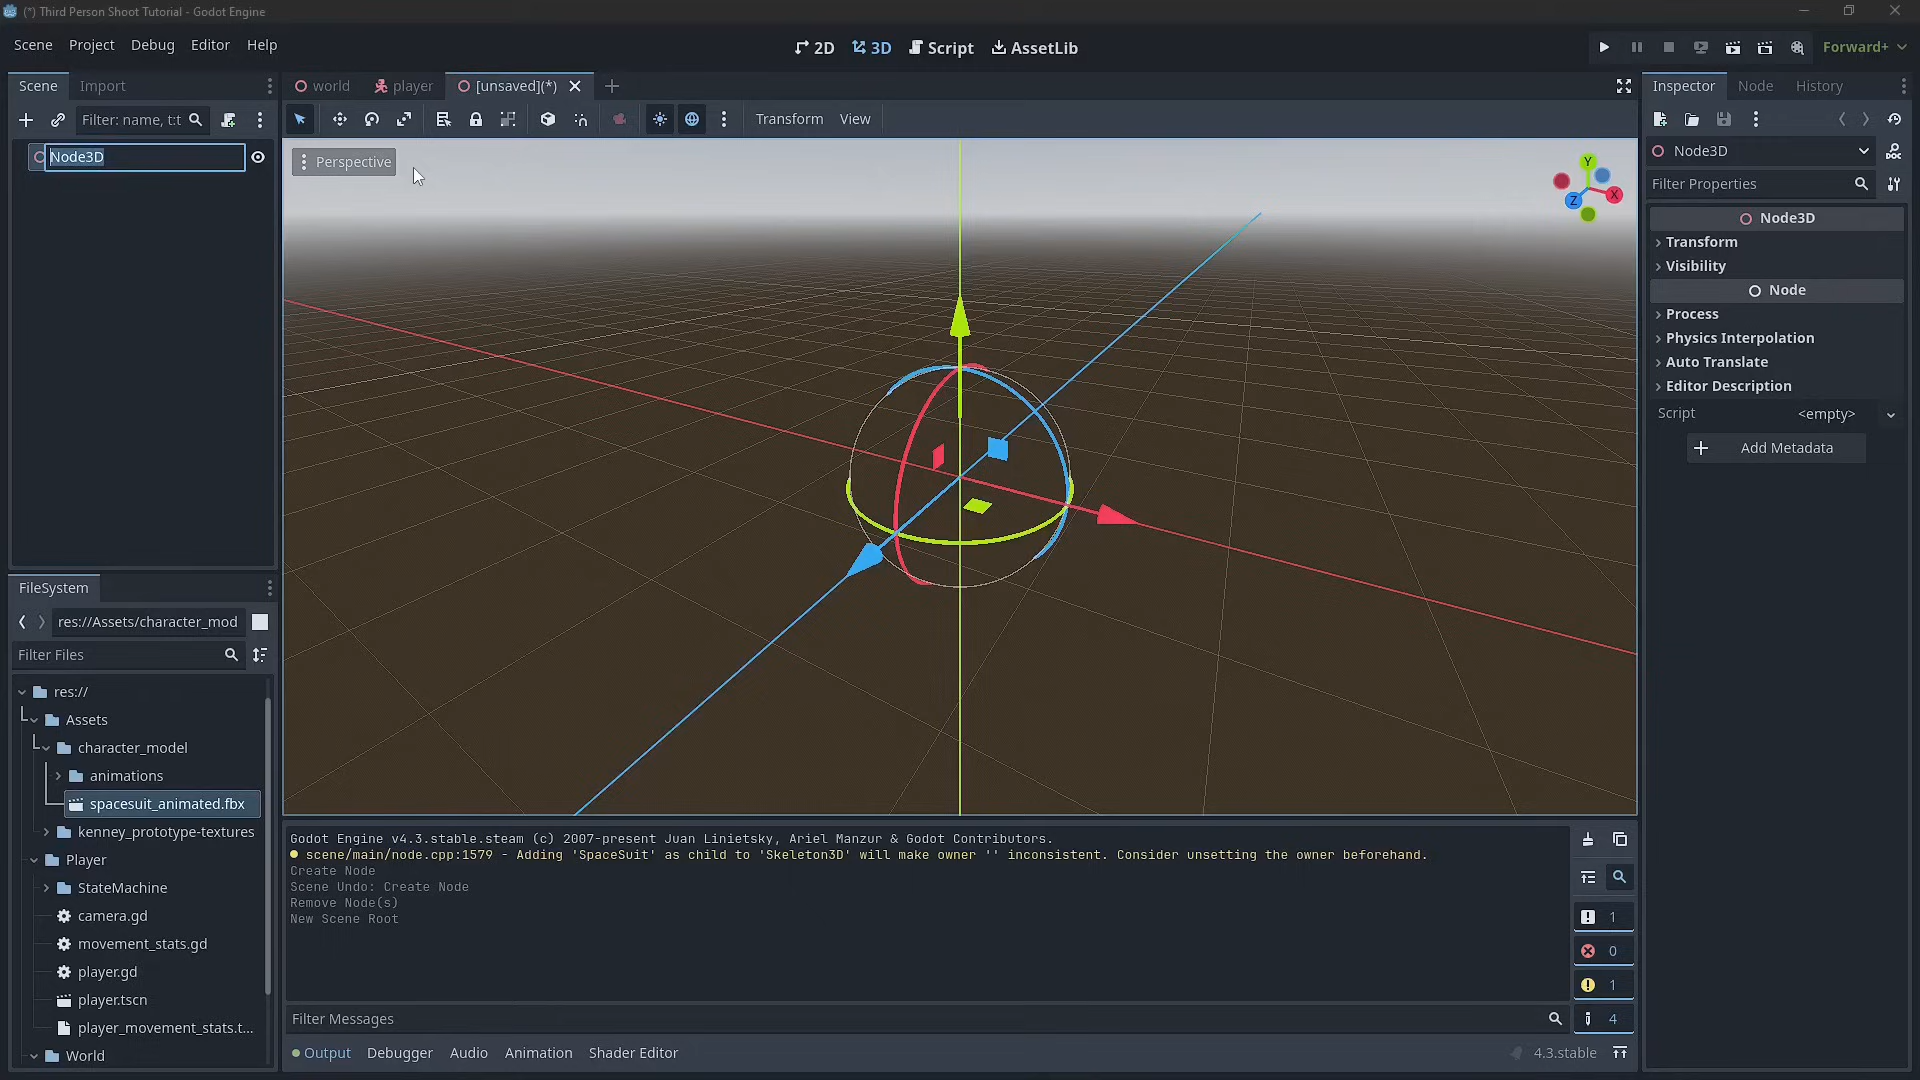 (*) Third Person Shoot Tutorial - Godot Engine
Scene Project Debug Editor Help
2D 3D Script AssetLib
Forward+
Scene Import
world player [unsaved](*)
Inspector Node History
Filter: name, t:t
Transform View
Node3D
Perspective
Y
X
Z
Node3D
Filter Properties
Node3D
Transform
Visibility
Node
Process
Physics Interpolation
Auto Translate
Editor Description
Script <empty>
Add Metadata
FileSystem
res://Assets/character_mod
Filter Files
res://
Assets
character_model
animations
spacesuit_animated.fbx
kenney_prototype-textures
Player
StateMachine
camera.gd
movement_stats.gd
player.gd
player.tscn
player_movement_stats.t...
World
Godot Engine v4.3.stable.steam (c) 2007-present Juan Linietsky, Ariel Manzur & Godot Contributors.
scene/main/node.cpp:1579 - Adding 'SpaceSuit' as child to 'Skeleton3D' will make owner '' inconsistent. Consider unsetting the owner beforehand.
Create Node
Scene Undo: Create Node
Remove Node(s)
New Scene Root
1
0
1
4
Filter Messages
Output Debugger Audio Animation Shader Editor
4.3.stable